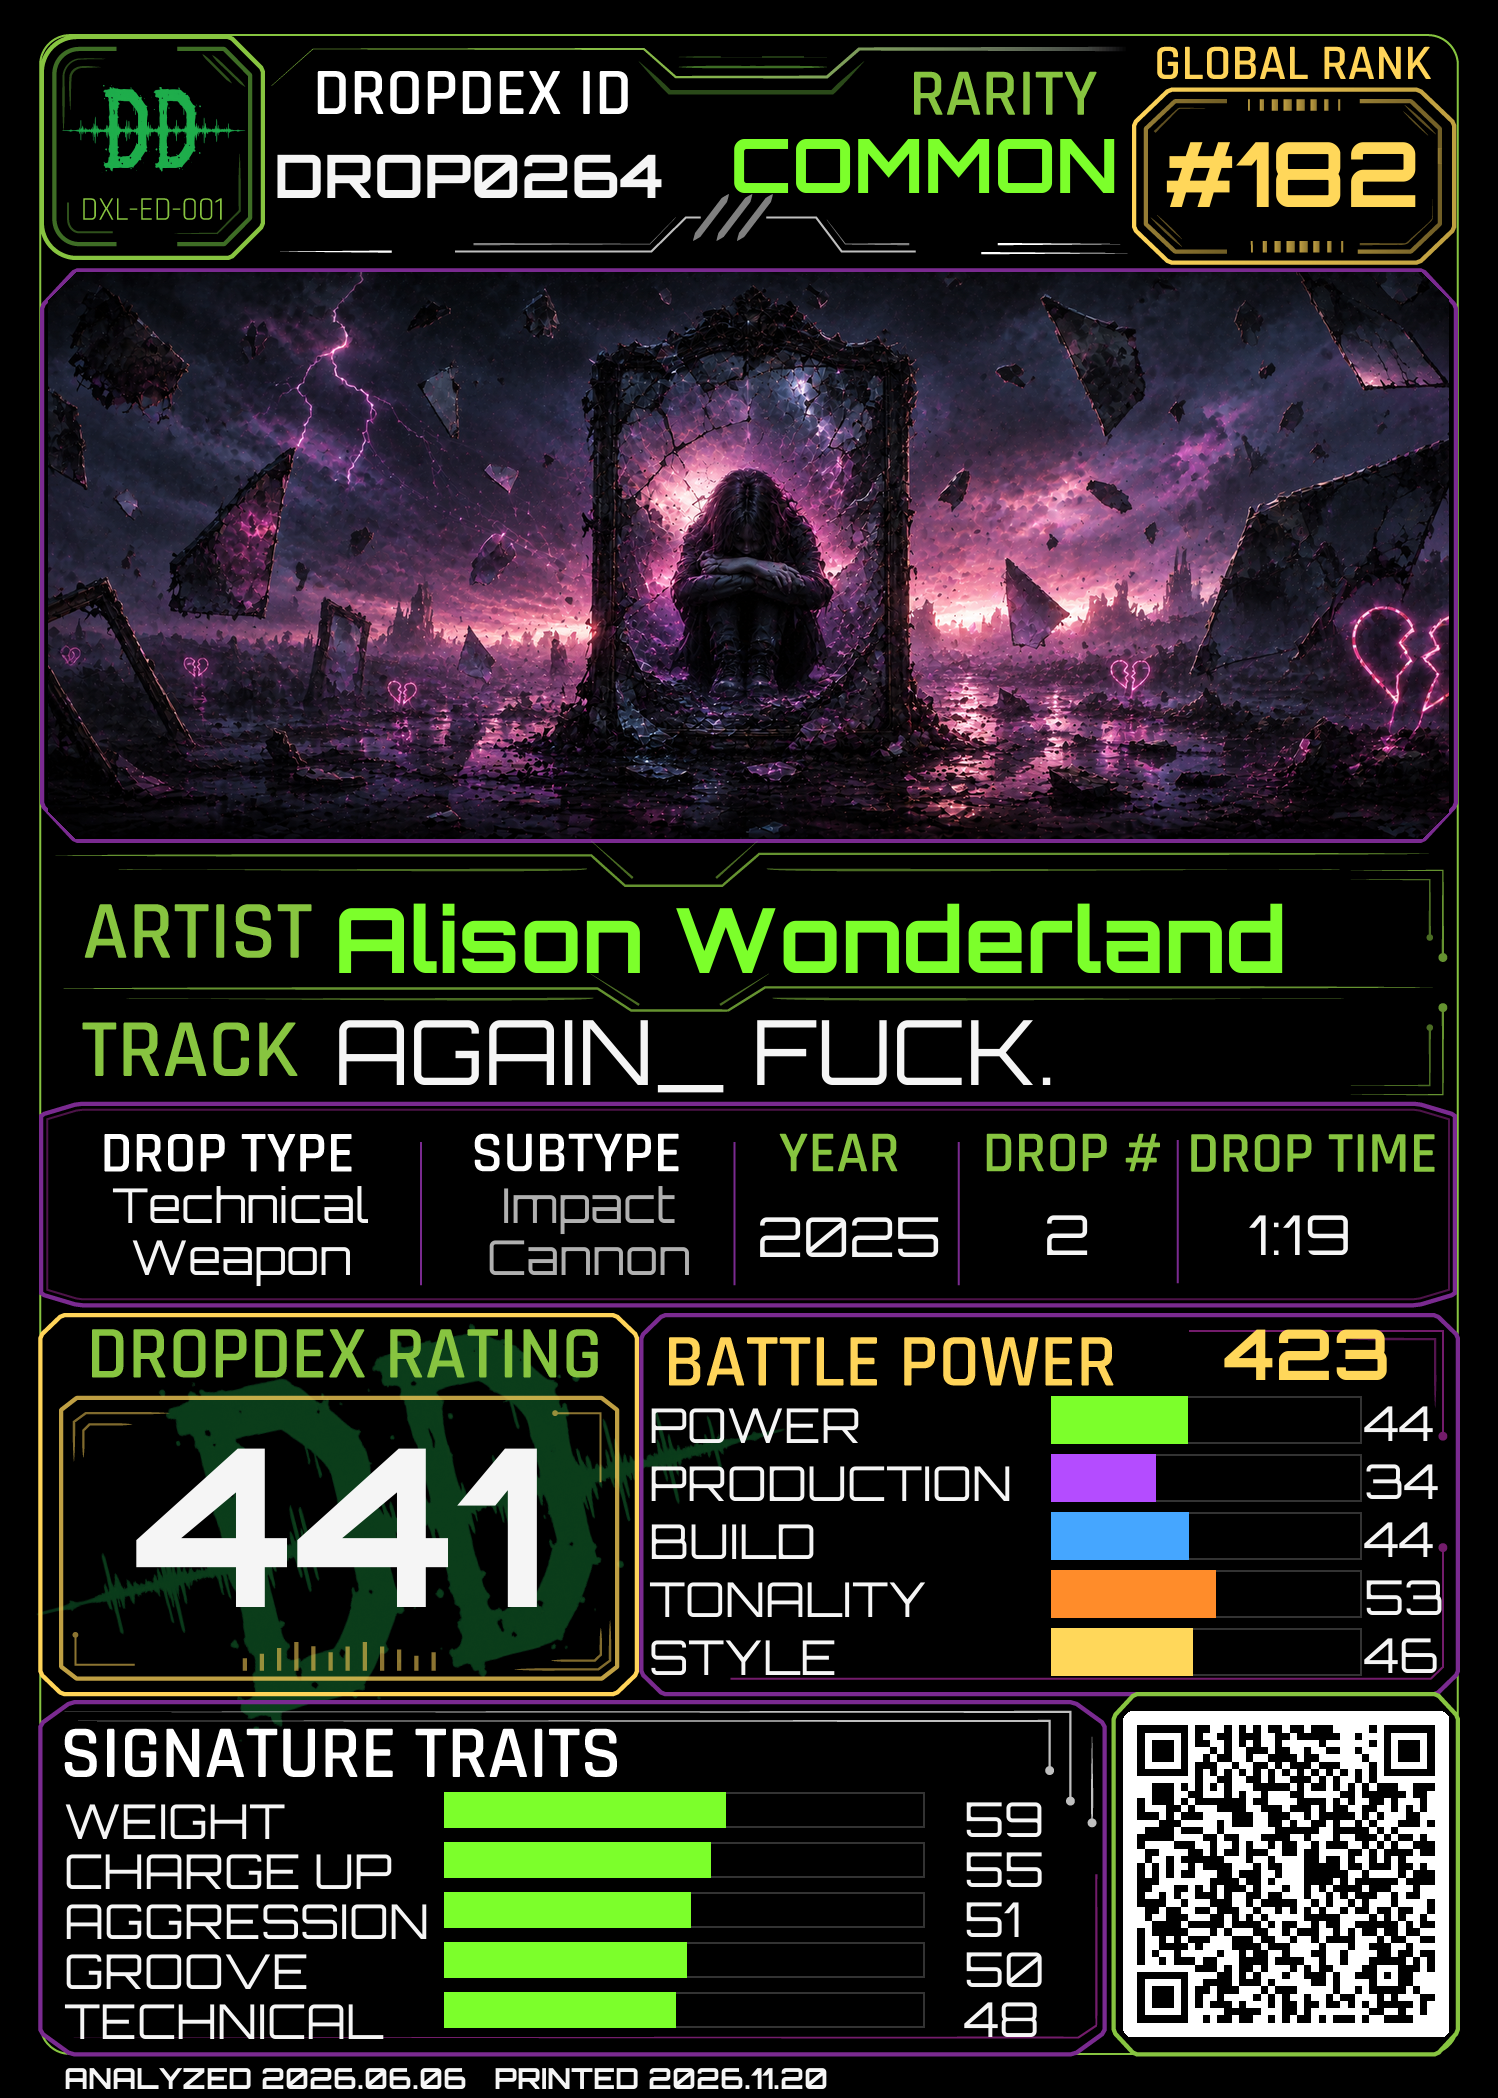 DD
DXL-ED-001
DROPDEX ID
DROP0264
RARITY
COMMON
GLOBAL RANK
#182
ARTIST Alison Wonderland
TRACK AGAIN_ FUCK.
DROP TYPE
Technical
Weapon
SUBTYPE
Impact
Cannon
YEAR
2025
DROP #
2
DROP TIME
1:19
DROPDEX RATING
441
BATTLE POWER 423
POWER 44
PRODUCTION 34
BUILD 44
TONALITY 53
STYLE 46
SIGNATURE TRAITS
WEIGHT 59
CHARGE UP 55
AGGRESSION 51
GROOVE 50
TECHNICAL 48
ANALYZED 2026.06.06 PRINTED 2026.11.20